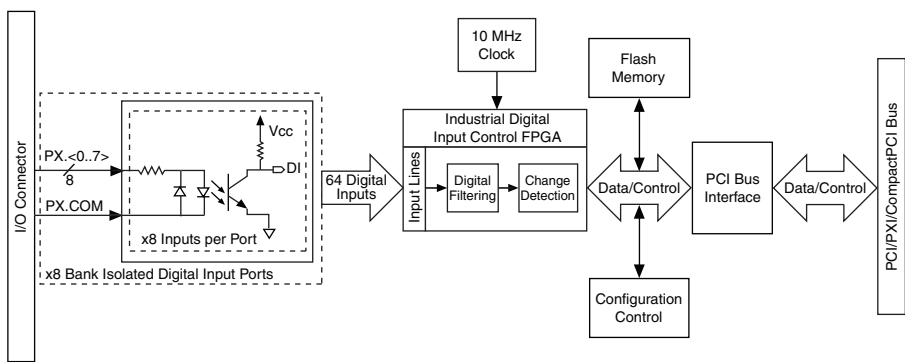 I/O Connector
PX.<0..7>
8
PX.COM
Vcc
DI
x8 Inputs per Port
x8 Bank Isolated Digital Input Ports
64 Digital
Inputs
10 MHz
Clock
Industrial Digital
Input Control FPGA
Input Lines
Digital
Filtering
Change
Detection
Flash
Memory
Data/Control
Configuration
Control
PCI Bus
Interface
Data/Control
PCI/PXI/CompactPCI Bus